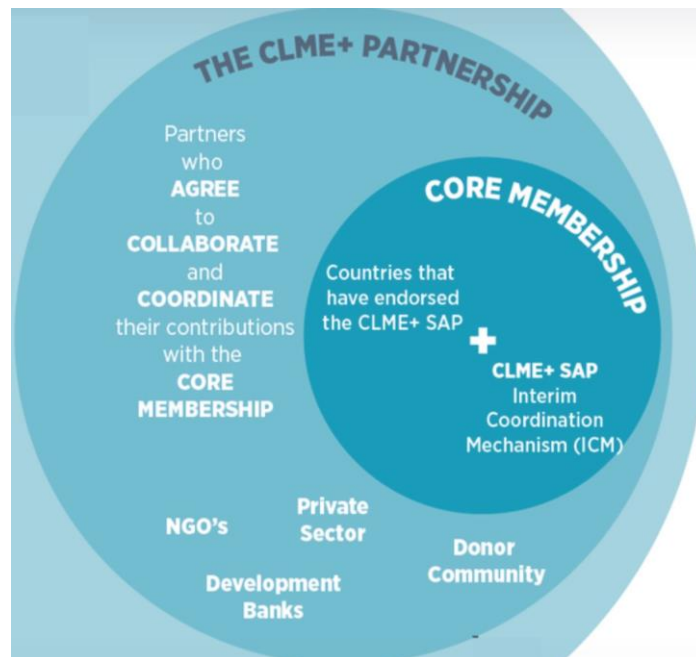 THE CLME+ PARTNERSHIP
Partners
who
AGREE
to
COLLABORATE
and
COORDINATE
their contributions
with the
CORE
MEMBERSHIP
CORE MEMBERSHIP
Countries that
have endorsed
the CLME+ SAP
CLME+ SAP
Interim
Coordination
Mechanism (ICM)
NGO's
Private
Sector
Development
Banks
Donor
Community